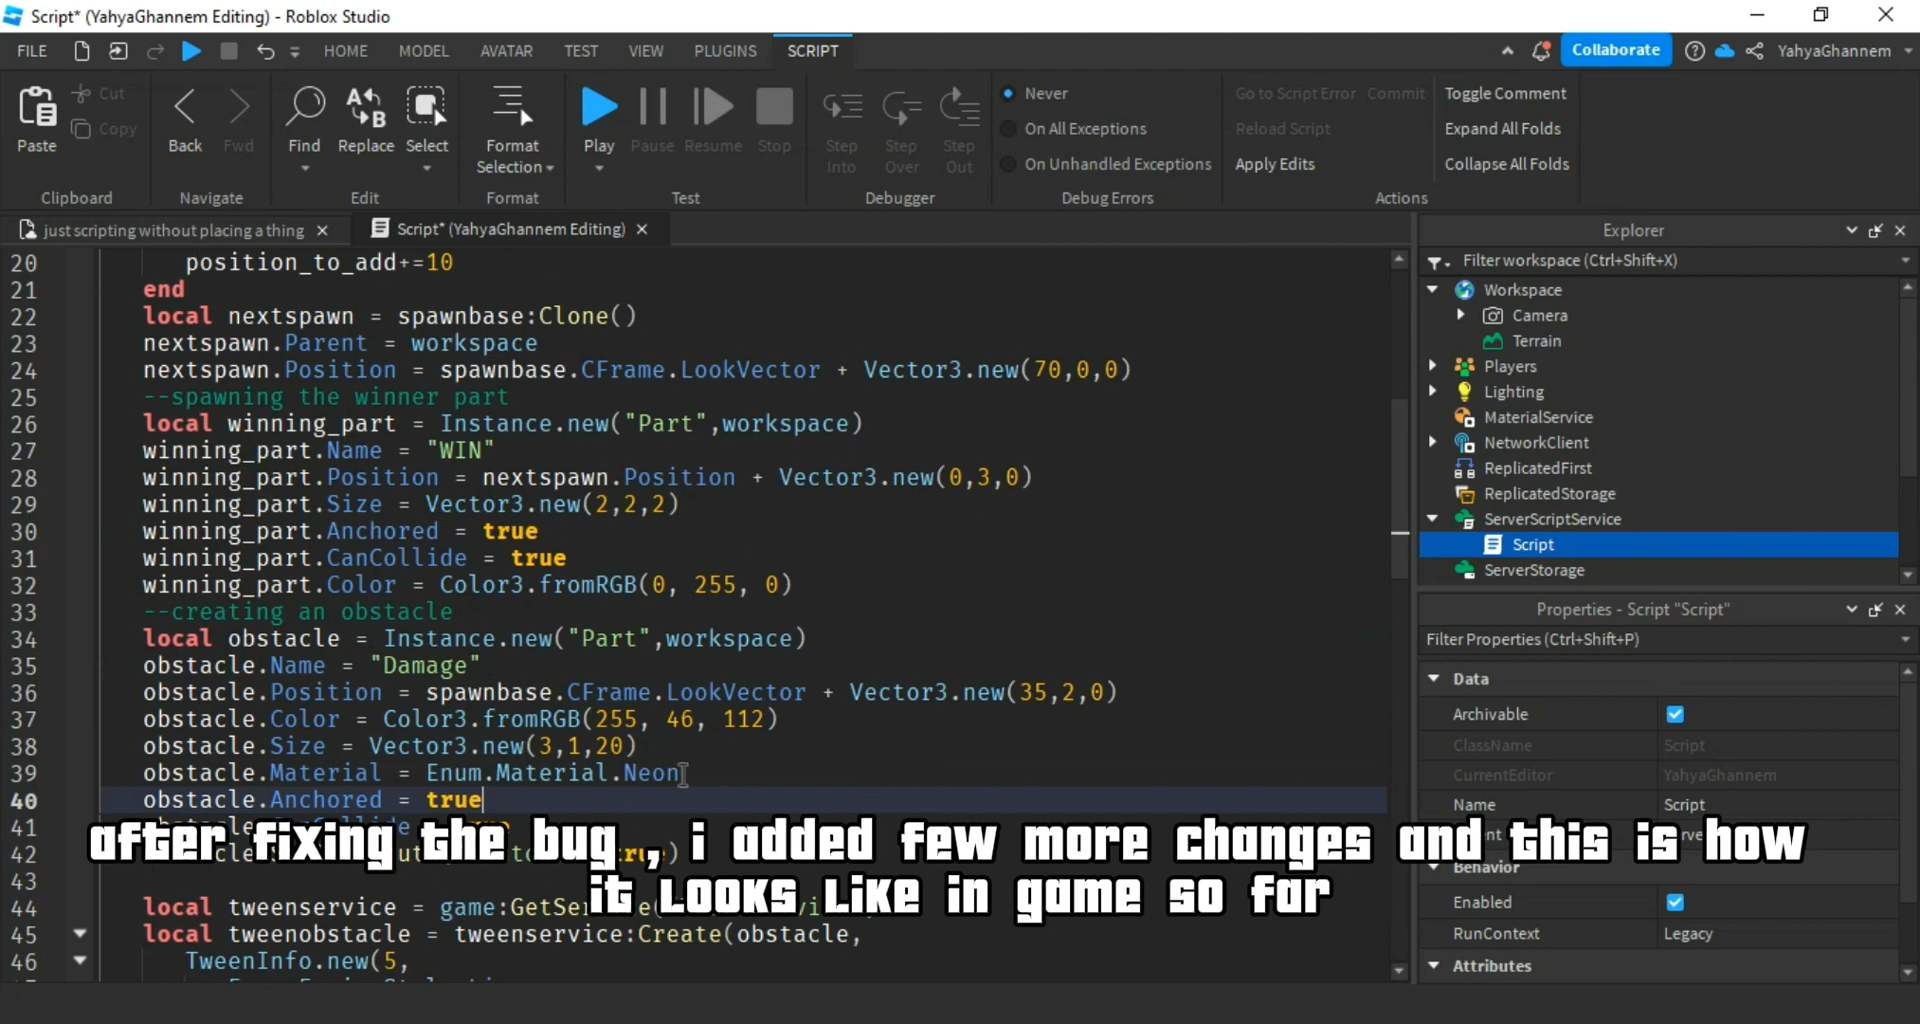 Script* (YahyaGhannem Editing) - Roblox Studio
FILE HOME MODEL AVATAR TEST VIEW PLUGINS SCRIPT Collaborate YahyaGhannem
Paste Cut Copy Back Fwd Find Replace Select Format Selection Play Pause Resume Stop Step Into Step Over Step Out
Never
On All Exceptions
On Unhandled Exceptions
Go to Script Error Commit
Reload Script
Apply Edits
Toggle Comment
Expand All Folds
Collapse All Folds
Clipboard Navigate Edit Format Test Debugger Debug Errors Actions
just scripting without placing a thing Script* (YahyaGhannem Editing)
20 position_to_add+=10
21 end
22 local nextspawn = spawnbase:Clone()
23 nextspawn.Parent = workspace
24 nextspawn.Position = spawnbase.CFrame.LookVector + Vector3.new(70,0,0)
25 --spawning the winner part
26 local winning_part = Instance.new("Part",workspace)
27 winning_part.Name = "WIN"
28 winning_part.Position = nextspawn.Position + Vector3.new(0,3,0)
29 winning_part.Size = Vector3.new(2,2,2)
30 winning_part.Anchored = true
31 winning_part.CanCollide = true
32 winning_part.Color = Color3.fromRGB(0, 255, 0)
33 --creating an obstacle
34 local obstacle = Instance.new("Part",workspace)
35 obstacle.Name = "Damage"
36 obstacle.Position = spawnbase.CFrame.LookVector + Vector3.new(35,2,0)
37 obstacle.Color = Color3.fromRGB(255, 46, 112)
38 obstacle.Size = Vector3.new(3,1,20)
39 obstacle.Material = Enum.Material.Neon
40 obstacle.Anchored = true
41
42
43
44 local tweenservice =
45 local tweenobstacle = tweenservice:Create(obstacle,
46 TweenInfo.new(5,
after fixing the bug , i added few more changes and this is how
it looks like in game so far
Explorer
Filter workspace (Ctrl+Shift+X)
Workspace
Camera
Terrain
Players
Lighting
MaterialService
NetworkClient
ReplicatedFirst
ReplicatedStorage
ServerScriptService
Script
ServerStorage
Properties - Script "Script"
Filter Properties (Ctrl+Shift+P)
Data
Archivable
ClassName Script
CurrentEditor YahyaGhannem
Name Script
Behavior
Enabled
RunContext Legacy
Attributes